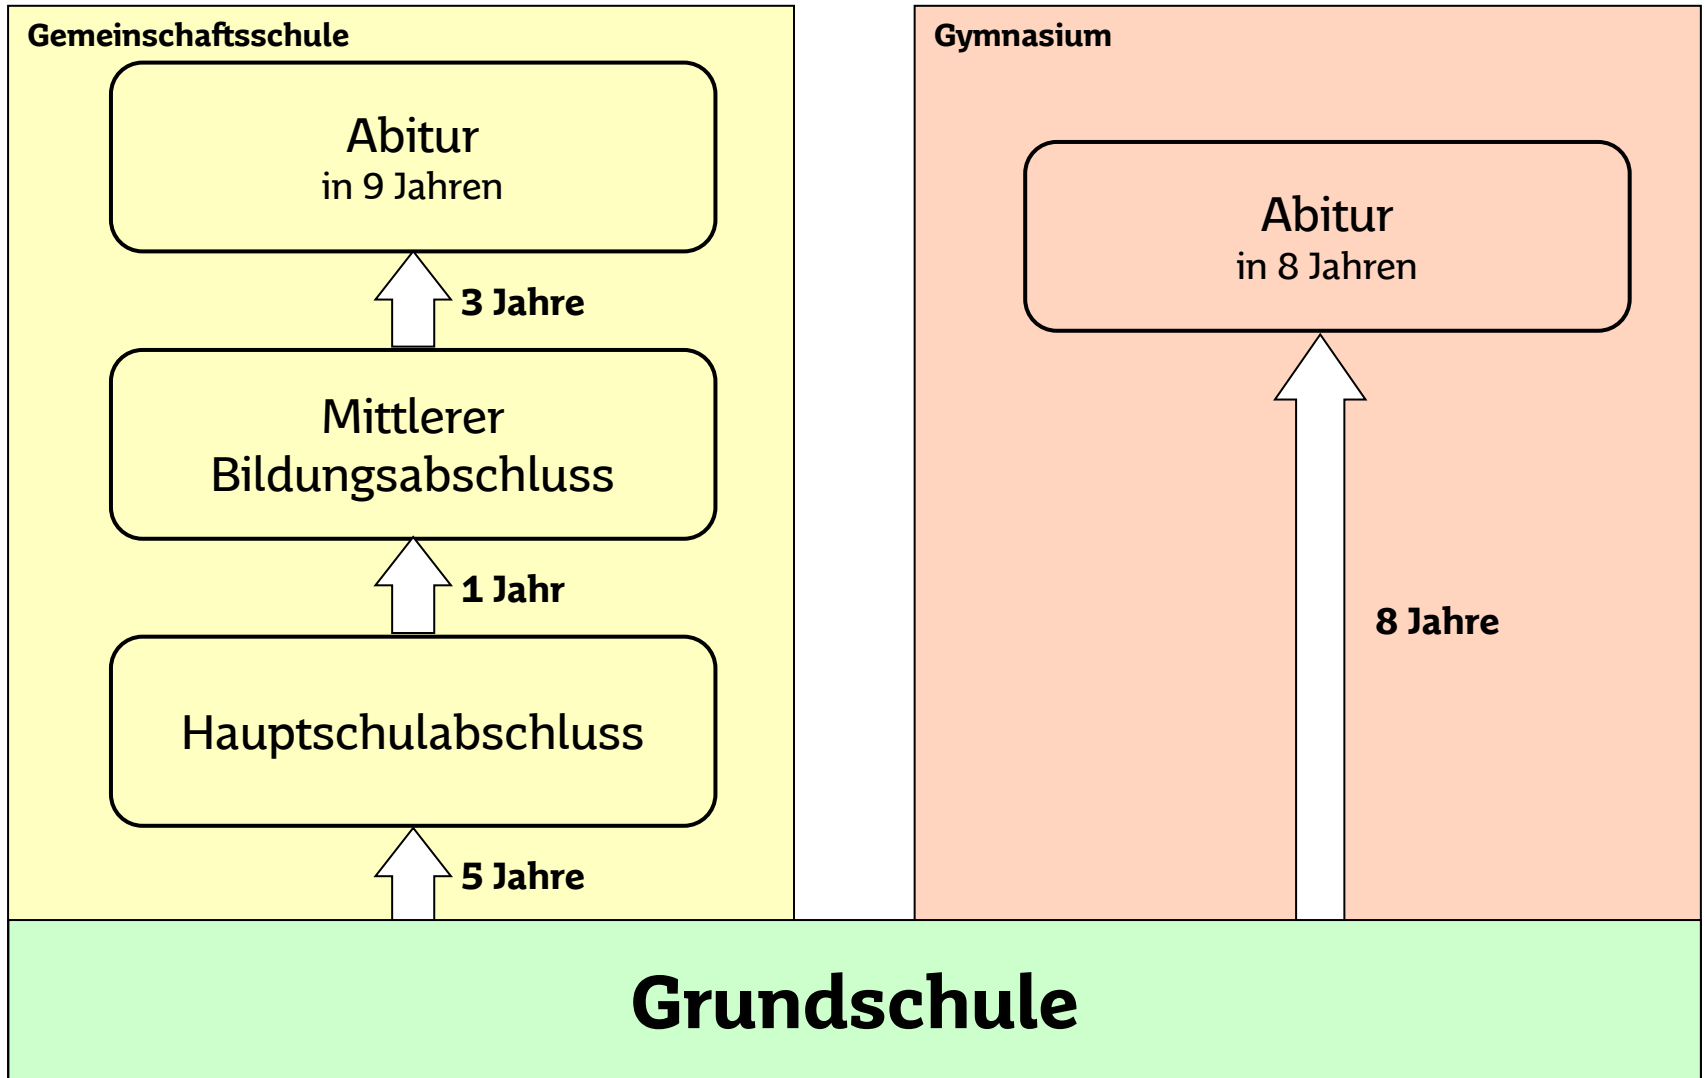 Gemeinschaftsschule
Abitur
in 9 Jahren
3 Jahre
Mittlerer
Bildungsabschluss
1 Jahr
Hauptschulabschluss
5 Jahre
Gymnasium
Abitur
in 8 Jahren
8 Jahre
Grundschule